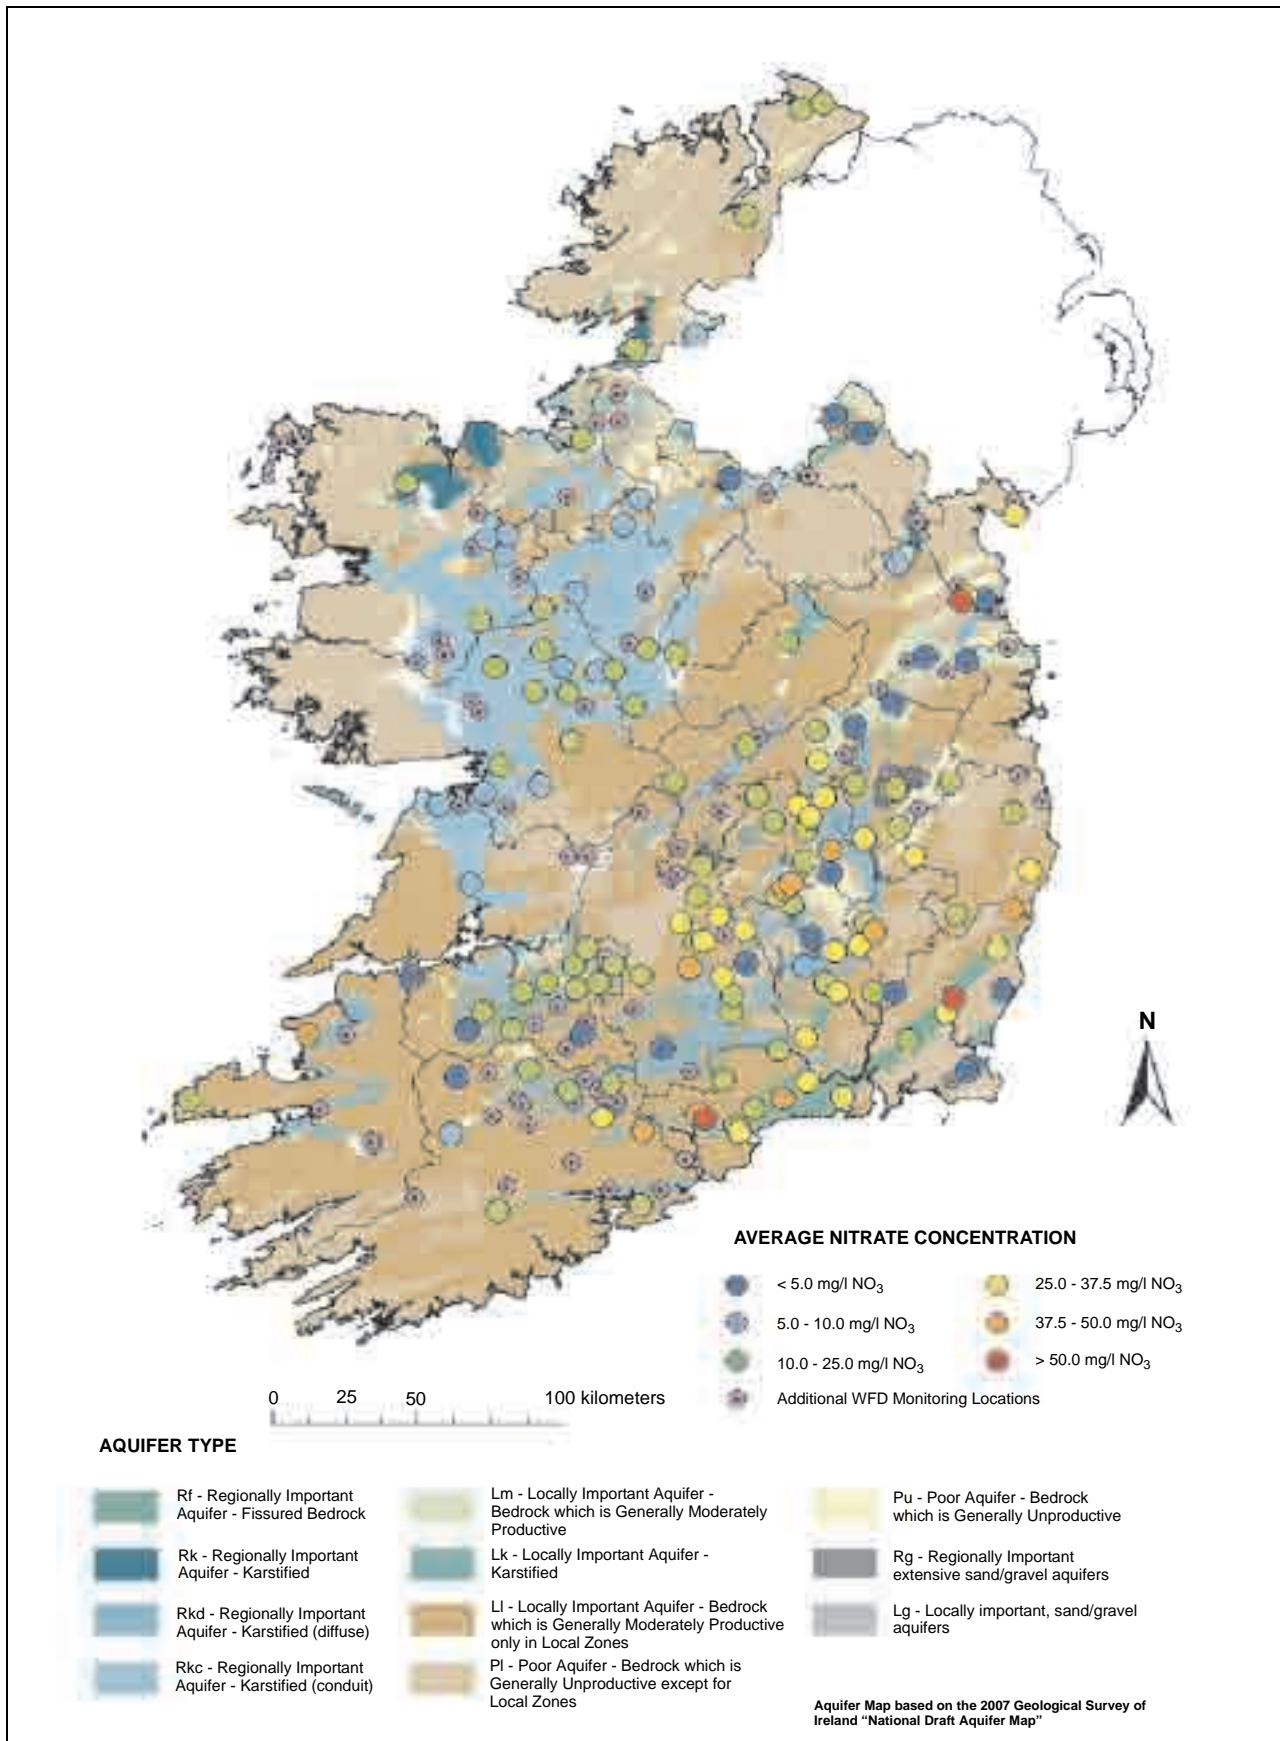 N
AVERAGE NITRATE CONCENTRATION
< 5.0 mg/l NO3
5.0 - 10.0 mg/l NO3
10.0 - 25.0 mg/l NO3
Additional WFD Monitoring Locations
25.0 - 37.5 mg/l NO3
37.5 - 50.0 mg/l NO3
> 50.0 mg/l NO3
0 25 50 100 kilometers
AQUIFER TYPE
Rf - Regionally Important
Aquifer - Fissured Bedrock
Rk - Regionally Important
Aquifer - Karstified
Rkd - Regionally Important
Aquifer - Karstified (diffuse)
Rkc - Regionally Important
Aquifer - Karstified (conduit)
Lm - Locally Important Aquifer -
Bedrock which is Generally Moderately
Productive
Lk - Locally Important Aquifer -
Karstified
Ll - Locally Important Aquifer - Bedrock
which is Generally Moderately Productive
only in Local Zones
Pl - Poor Aquifer - Bedrock which is
Generally Unproductive except for
Local Zones
Pu - Poor Aquifer - Bedrock
which is Generally Unproductive
Rg - Regionally Important
extensive sand/gravel aquifers
Lg - Locally important, sand/gravel
aquifers
Aquifer Map based on the 2007 Geological Survey of
Ireland “National Draft Aquifer Map”